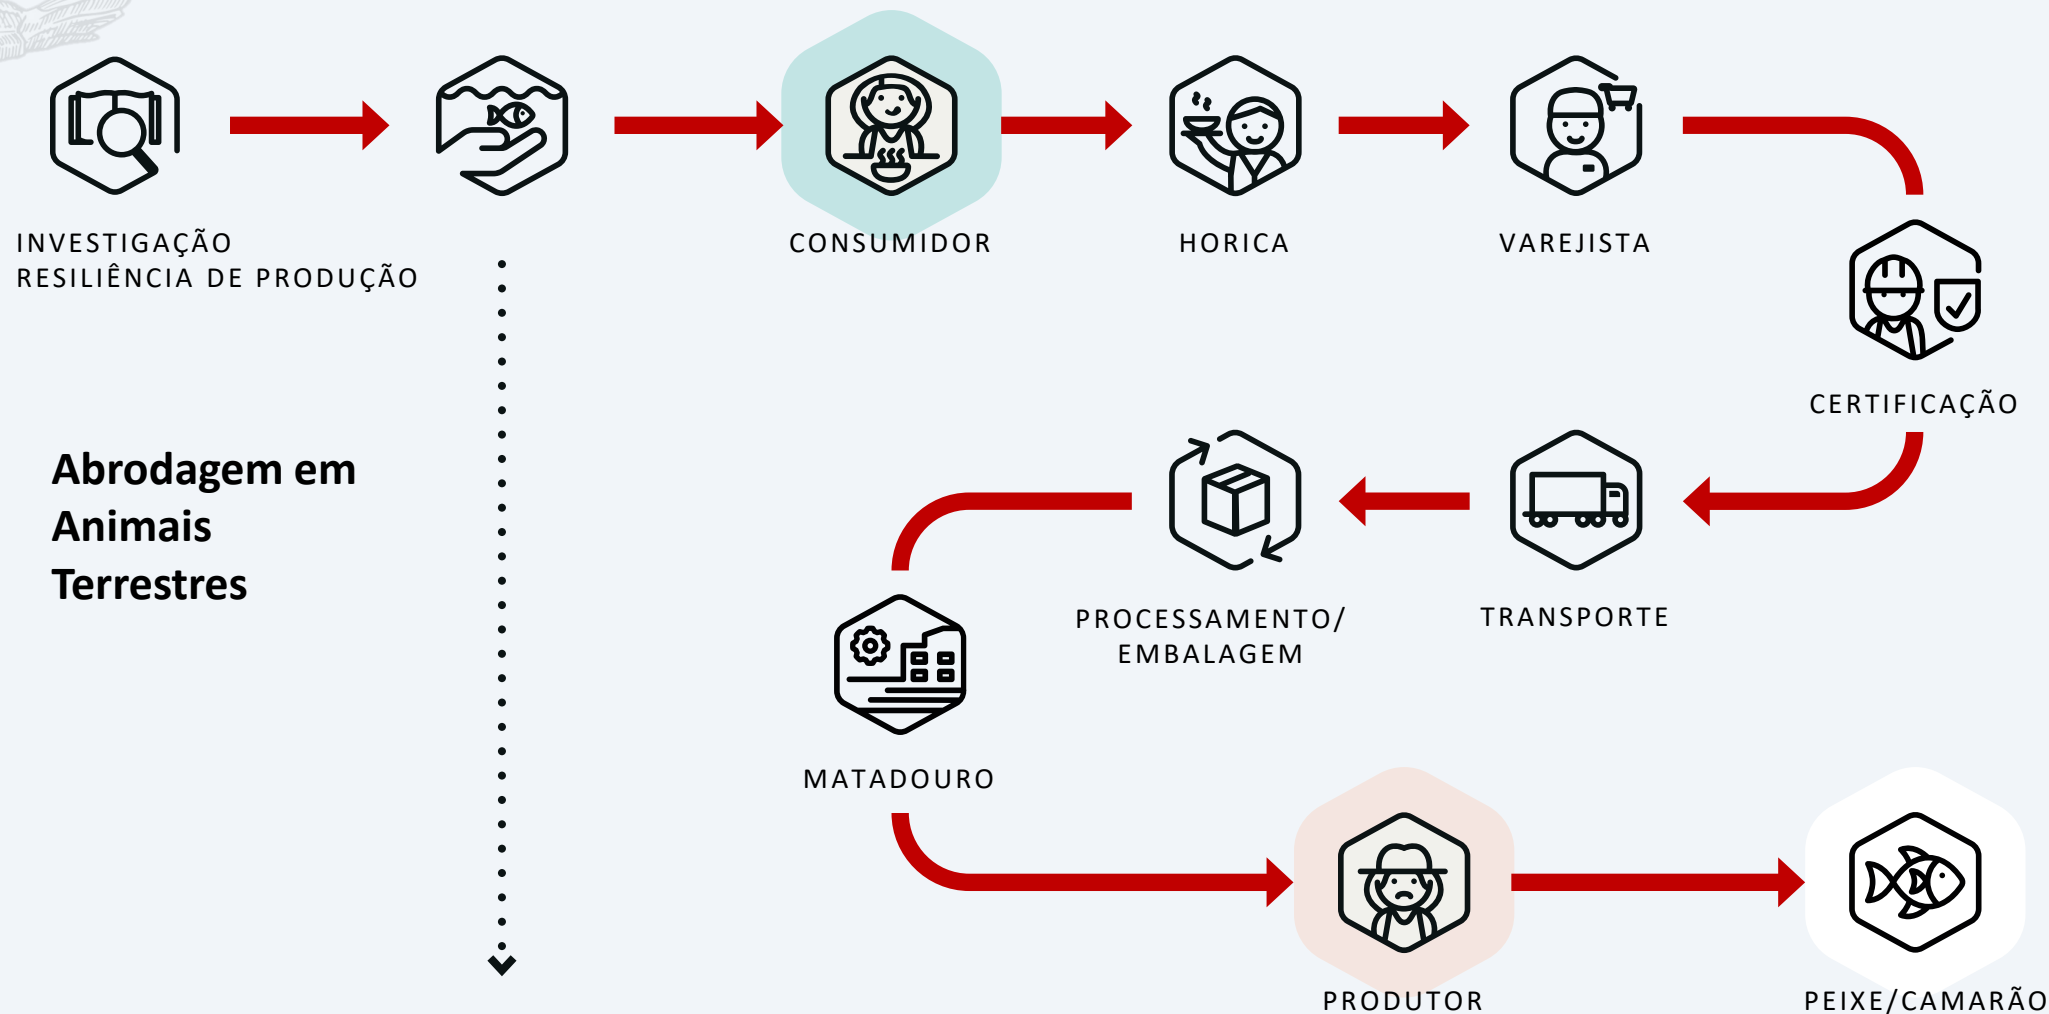 INVESTIGAÇÃO
RESILIÊNCIA DE PRODUÇÃO
CONSUMIDOR
HORICA
VAREJISTA
CERTIFICAÇÃO
Abrodagem em
Animais
Terrestres
TRANSPORTE
PROCESSAMENTO/
EMBALAGEM
MATADOURO
PRODUTOR
PEIXE/CAMARÃO